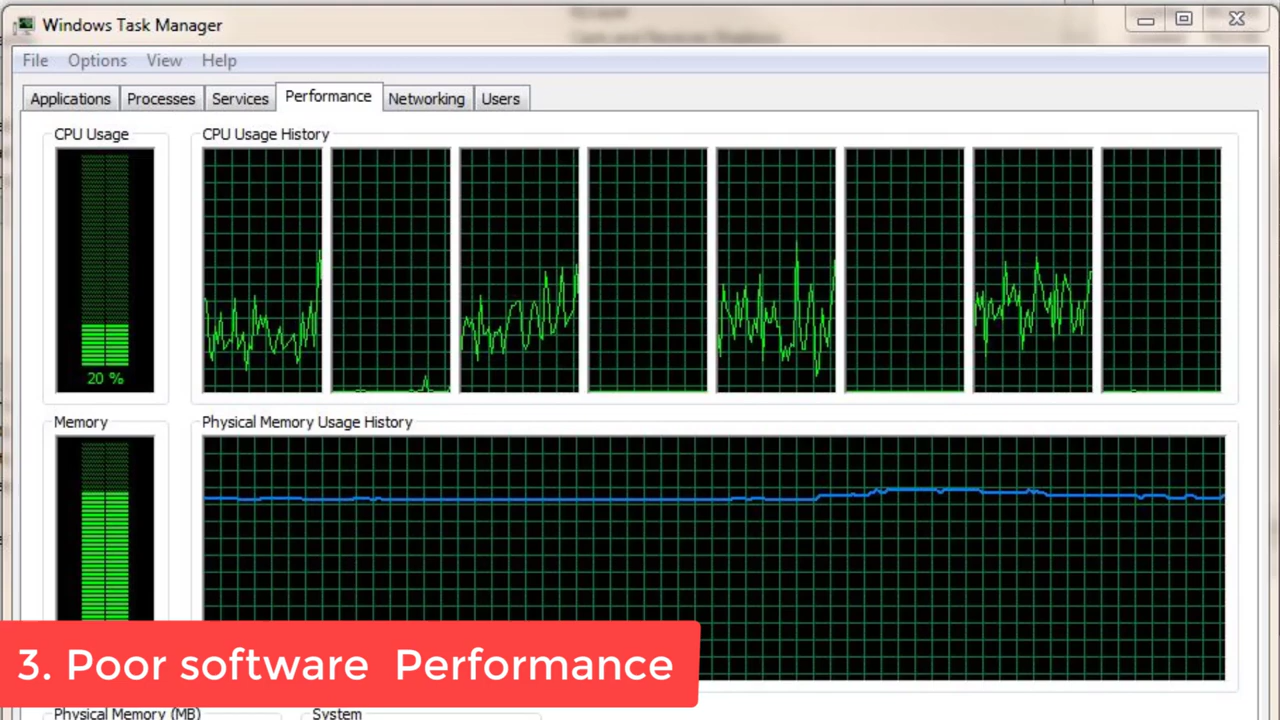 Windows Task Manager
File Options View Help
Applications Processes Services Performance Networking Users
CPU Usage CPU Usage History
20 %
Memory Physical Memory Usage History
3. Poor software Performance
Physical Memory (MB) System